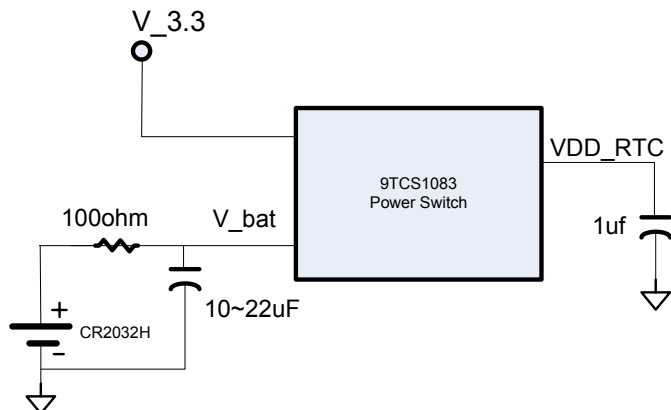 V_3.3
9TCS1083
Power Switch
VDD_RTC
1uf
100ohm
V_bat
10~22uF
+
CR2032H
-